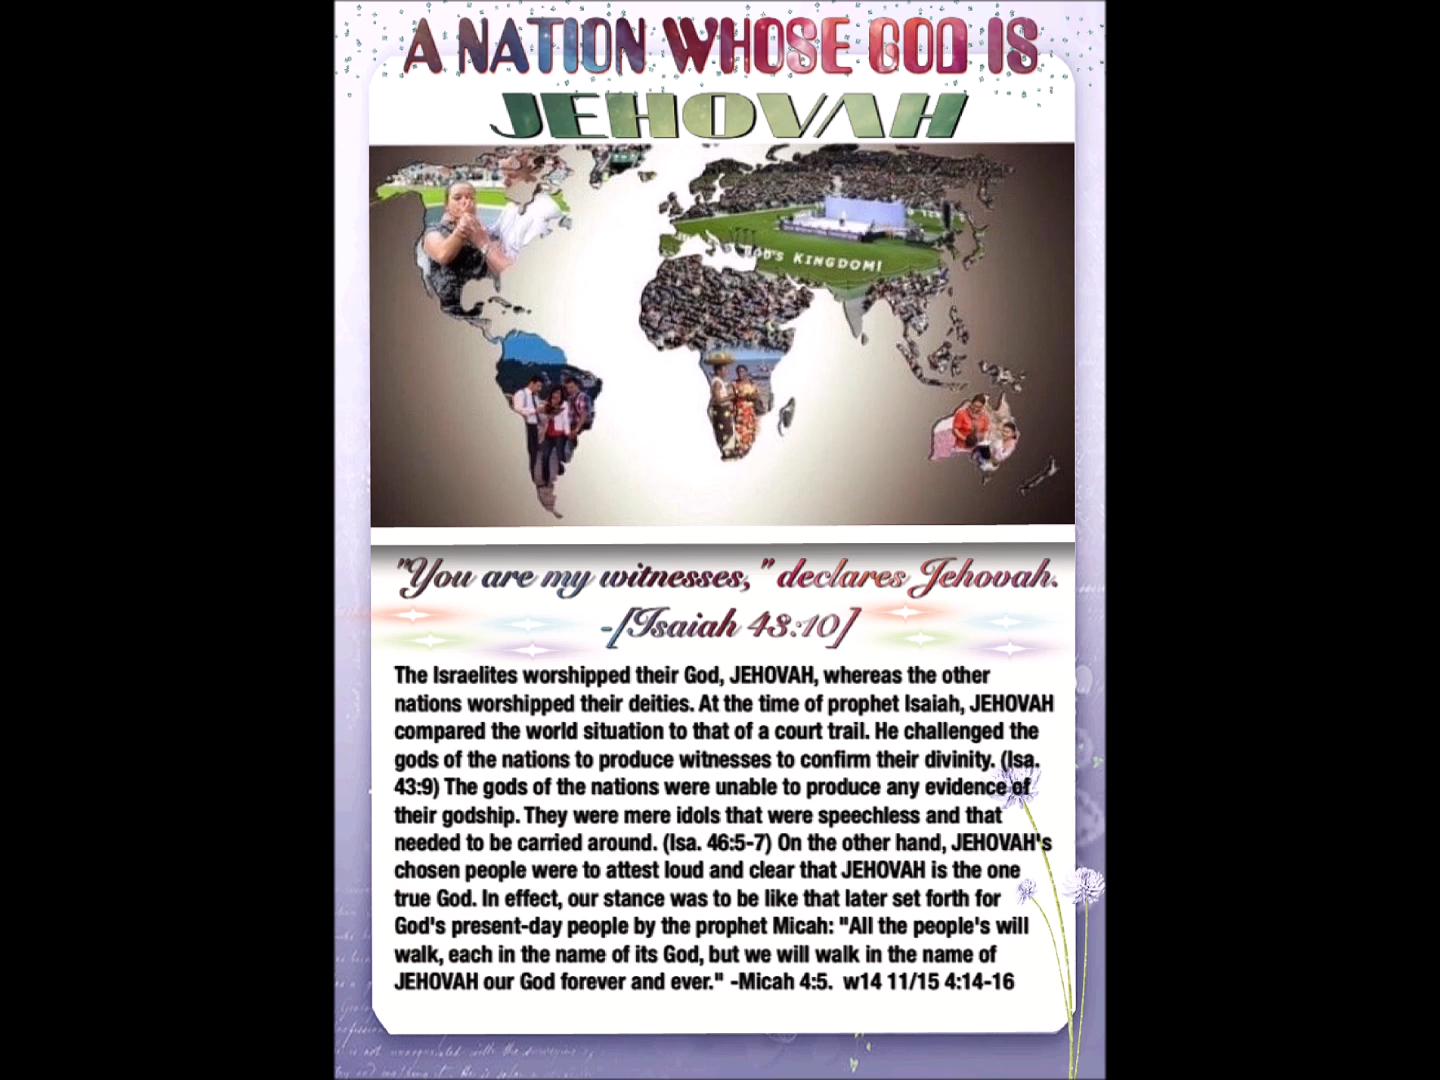 A NATION WHOSE GOD IS
JEHOVAH
GOD'S KINGDOM!
"You are my witnesses," declares Jehovah.
-[Isaiah 43:10]
The Israelites worshipped their God, JEHOVAH, whereas the other
nations worshipped their deities. At the time of prophet Isaiah, JEHOVAH
compared the world situation to that of a court trail. He challenged the
gods of the nations to produce witnesses to confirm their divinity. (Isa.
43:9) The gods of the nations were unable to produce any evidence of
their godship. They were mere idols that were speechless and that
needed to be carried around. (Isa. 46:5-7) On the other hand, JEHOVAH's
chosen people were to attest loud and clear that JEHOVAH is the one
true God. In effect, our stance was to be like that later set forth for
God's present-day people by the prophet Micah: "All the people's will
walk, each in the name of its God, but we will walk in the name of
JEHOVAH our God forever and ever." -Micah 4:5.  w14 11/15 4:14-16